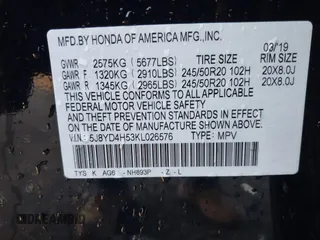 MFD.BY HONDA OF AMERICA MFG.,INC.
03/19
GVWR 2575KG (5677LBS) TIRE SIZE RIM SIZE
GAWR F 1320KG (2910LBS) 245/50R20 102H 20X8.0J
GAWR R 1345KG (2965LBS) 245/50R20 102H 20X8.0J
THIS VEHICLE CONFORMS TO ALL APPLICABLE
FEDERAL MOTOR VEHICLE SAFETY AND
THEFT PREVENTION STANDARDS IN EFFECT ON
THE DATE OF MANUFACTURE SHOWN ABOVE.
V.I.N.: 5J8YD4H53KL026576 TYPE: MPV
TYS K AG6 NH893P -Z -L